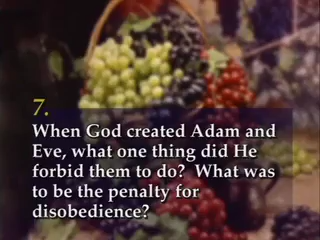 7.
When God created Adam and
Eve, what one thing did He
forbid them to do?  What was
to be the penalty for
disobedience?